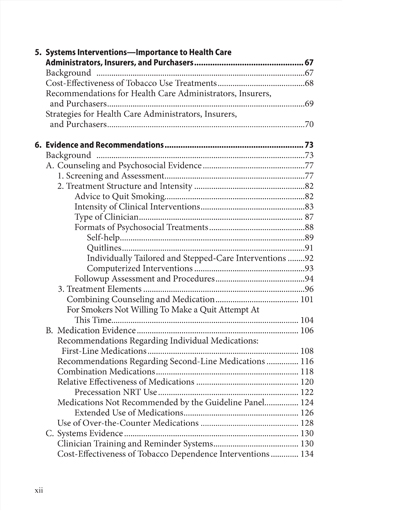 5. Systems Interventions—Importance to Health Care
Administrators, Insurers, and Purchasers............................................. 67
Background ....................................................................................67
Cost-Effectiveness of Tobacco Use Treatments...................................68
Recommendations for Health Care Administrators, Insurers,
and Purchasers................................................................................69
Strategies for Health Care Administrators, Insurers,
and Purchasers................................................................................70
6. Evidence and Recommendations......................................................... 73
Background ....................................................................................73
A. Counseling and Psychosocial Evidence.........................................77
1. Screening and Assessment.........................................................77
2. Treatment Structure and Intensity .............................................82
Advice to Quit Smoking........................................................82
Intensity of Clinical Interventions.........................................83
Type of Clinician.................................................................. 87
Formats of Psychosocial Treatments......................................88
Self-help..........................................................................89
Quitlines.........................................................................91
Individually Tailored and Stepped-Care Interventions .......92
Computerized Interventions ...........................................93
Followup Assessment and Procedures...................................94
3. Treatment Elements ..................................................................96
Combining Counseling and Medication................................ 101
For Smokers Not Willing To Make a Quit Attempt At
This Time........................................................................... 104
B. Medication Evidence................................................................. 106
Recommendations Regarding Individual Medications:
First-Line Medications............................................................ 108
Recommendations Regarding Second-Line Medications ............ 116
Combination Medications......................................................... 118
Relative Effectiveness of Medications ........................................ 120
Precessation NRT Use........................................................ 122
Medications Not Recommended by the Guideline Panel............. 124
Extended Use of Medications.............................................. 126
Use of Over-the-Counter Medications ....................................... 128
C. Systems Evidence...................................................................... 130
Clinician Training and Reminder Systems.................................. 130
Cost-Effectiveness of Tobacco Dependence Interventions............ 134
xii